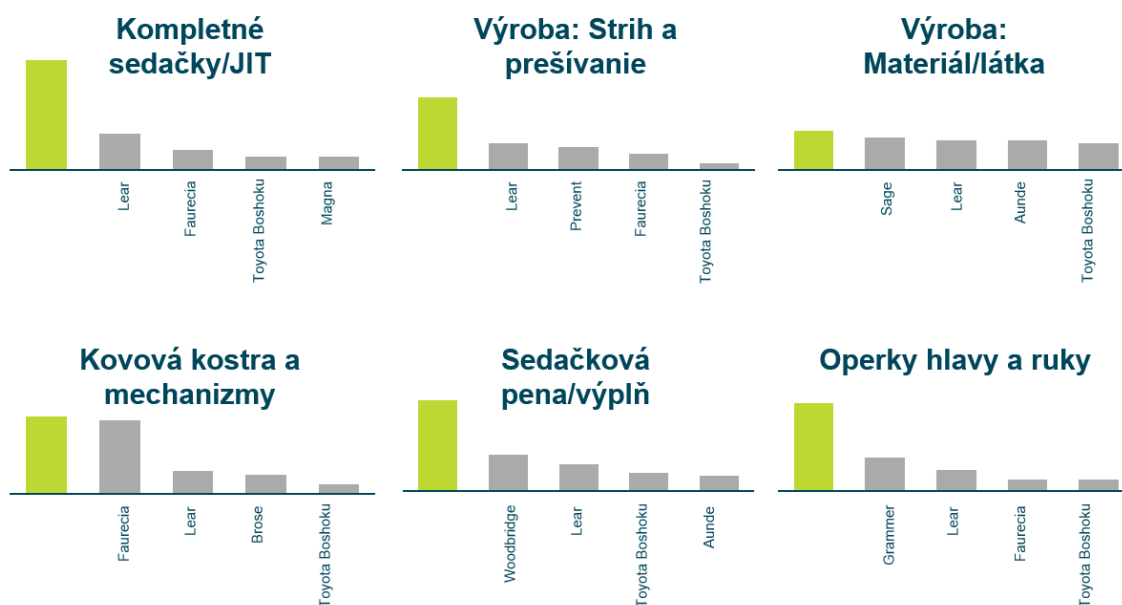 Kompletné
sedačky/JIT
Lear
Faurecia
Toyota Boshoku
Magna
Výroba: Strih a
prešívanie
Lear
Prevent
Faurecia
Toyota Boshoku
Výroba:
Materiál/látka
Sage
Lear
Aunde
Toyota Boshoku
Kovová kostra a
mechanizmy
Faurecia
Lear
Brose
Toyota Boshoku
Sedačková
pena/výplň
Woodbridge
Lear
Toyota Boshoku
Aunde
Operky hlavy a ruky
Grammer
Lear
Faurecia
Toyota Boshoku